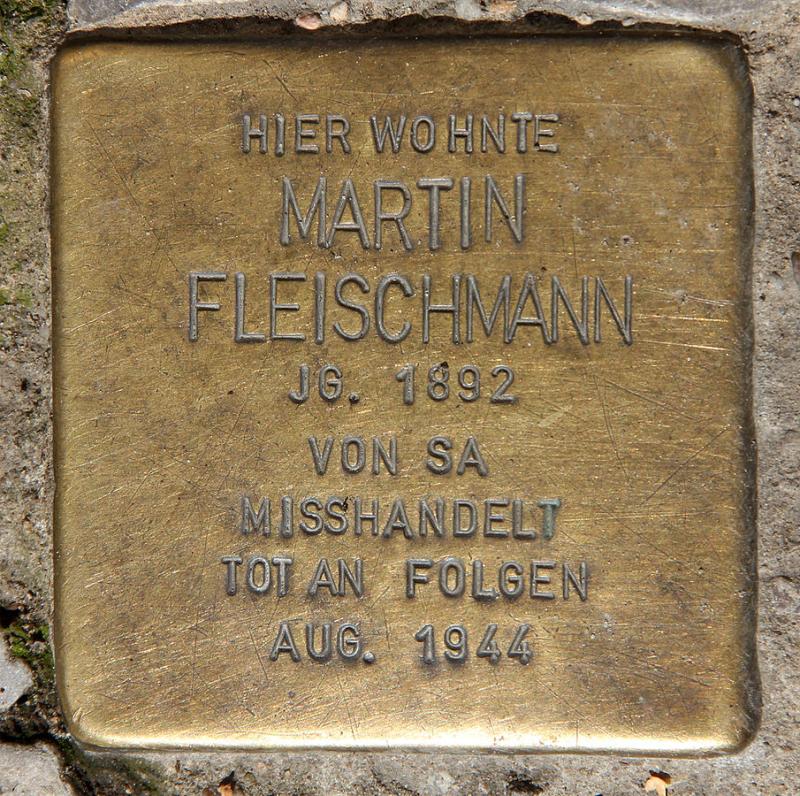 HIER WOHNTE
MARTIN
FLEISCHMANN
JG. 1892
VON SA
MISSHANDELT
TOT AN FOLGEN
AUG. 1944